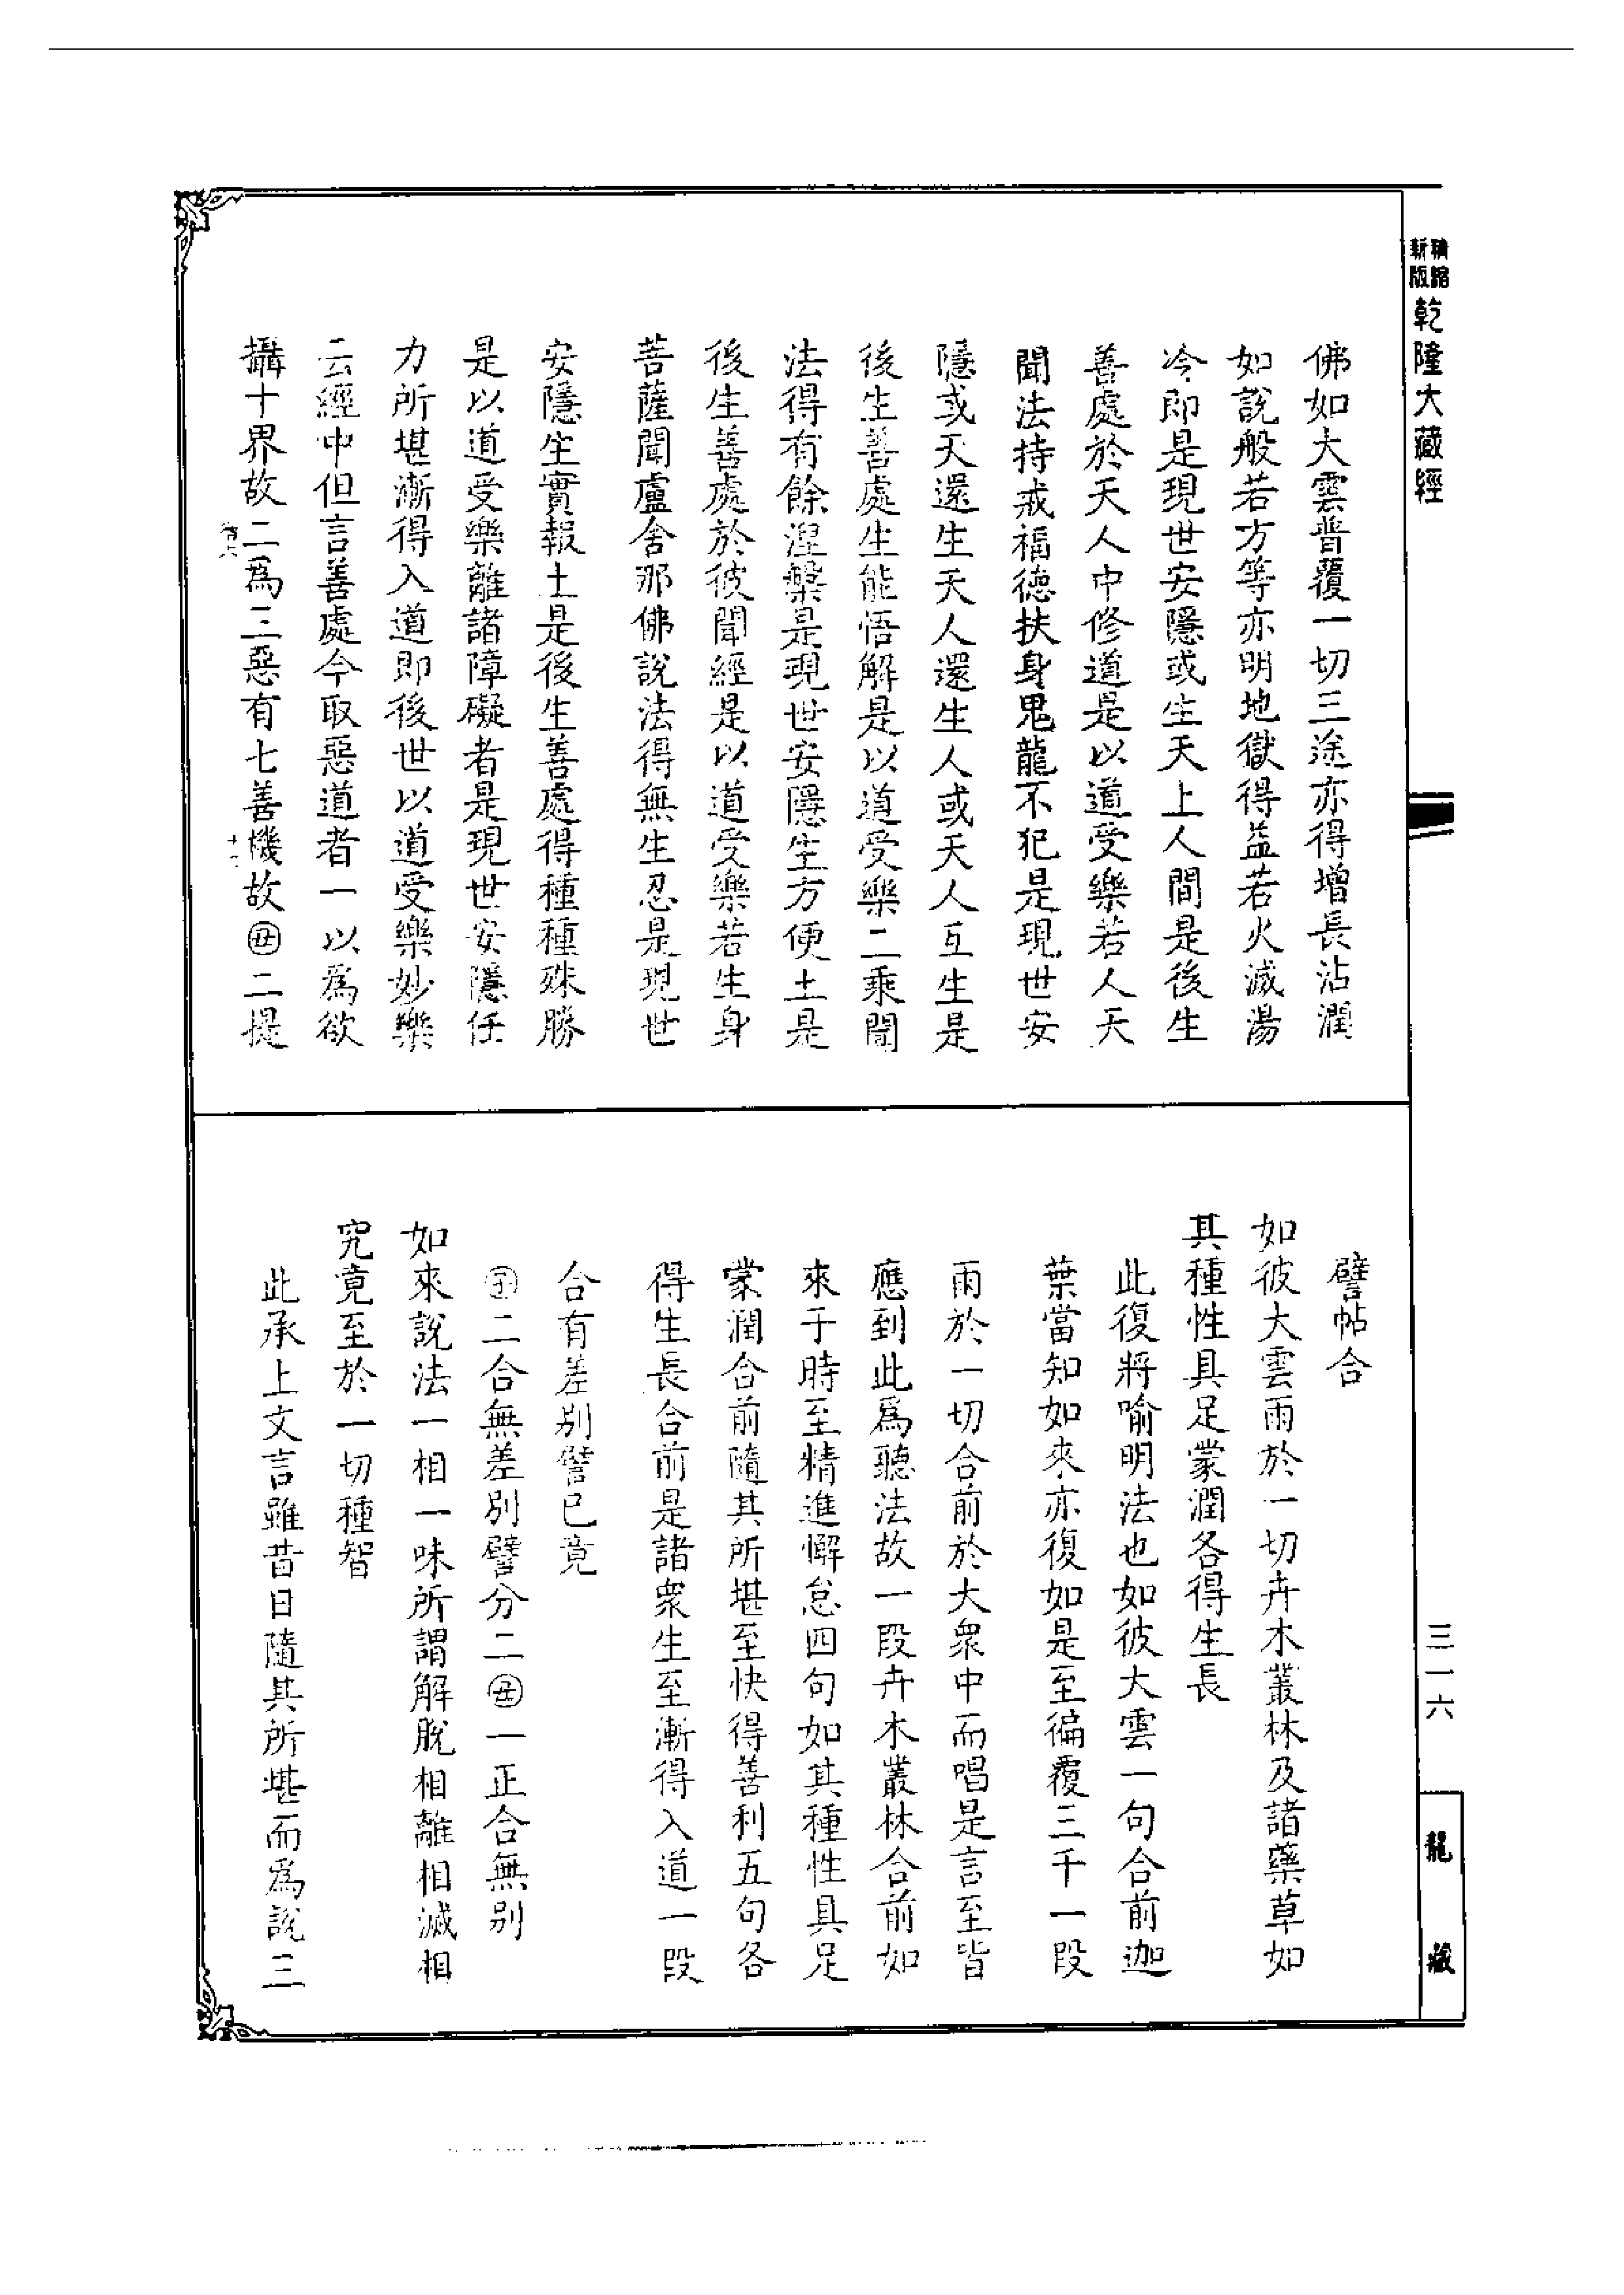 新版
精縮
乾隆大藏經
三一六
龍藏
佛如大雲普覆一切三途亦得增長沾潤
如說般若方等亦明地獄得益若火滅湯
冷即是現世安隱或生天上人間是後生
善處於天人中修道是以道受樂若人天
聞法持戒福德扶身鬼龍不犯是現世安
隱或天還生天人還生人或天人互生是
後生善處生能悟解是以道受樂二乘聞
法得有餘涅槃是現世安隱生方便土是
後生善處於彼聞經是以道受樂若生身
菩薩聞盧舍那佛說法得無生忍是現世
安隱生實報土是後生善處得種種殊勝
是以道受樂離諸障礙者是現世安隱任
力所堪漸得入道即後世以道受樂妙樂
云經中但言善處今取惡道者一以為欲
攝十界故二為三惡有七善機故㊀二提
譬帖合
如彼大雲雨於一切卉木叢林及諸藥草如
其種性具足蒙潤各得生長
此復將喻明法也如彼大雲一句合前迦
葉當知如來亦復如是至徧覆三千一段
雨於一切合前於大衆中而唱是言至皆
應到此為聽法故一段卉木叢林合前如
來于時至精進懈怠四句如其種性具足
蒙潤合前隨其所堪至快得善利五句各
得生長合前是諸衆生至漸得入道一段
合有差別譬已竟
二合無差別譬分二 一正合無別
如來說法一相一味所謂解脫相離相滅相
究竟至於一切種智
此承上文言雖昔日隨其所堪而為說三